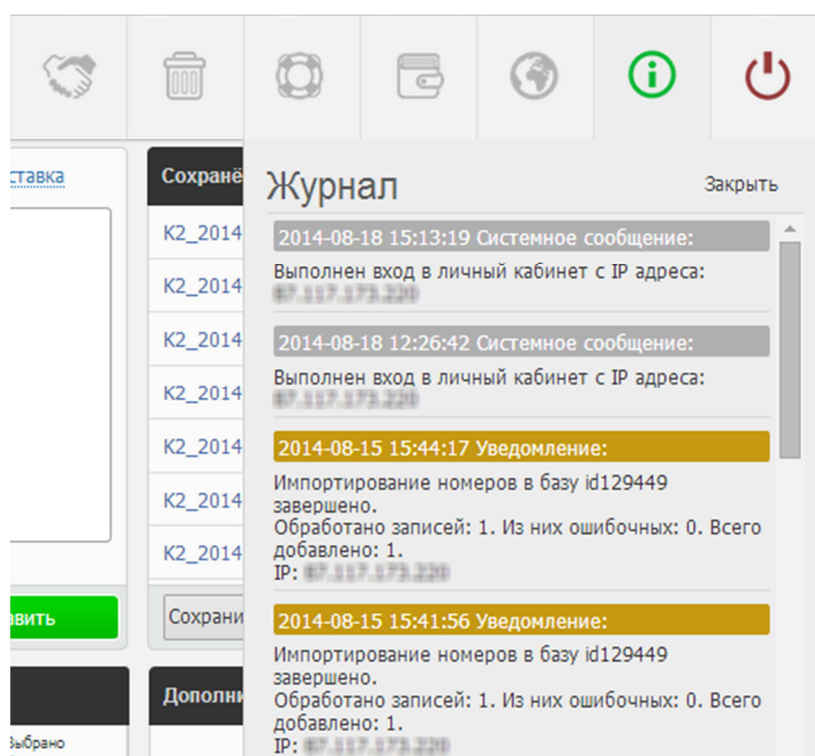 ставка
Сохранё
K2_2014
K2_2014
K2_2014
K2_2014
K2_2014
K2_2014
K2_2014
авить
Сохрани
Дополни
Выбрано
Журнал
Закрыть
2014-08-18 15:13:19 Системное сообщение:
Выполнен вход в личный кабинет с IP адреса:
2014-08-18 12:26:42 Системное сообщение:
Выполнен вход в личный кабинет с IP адреса:
2014-08-15 15:44:17 Уведомление:
Импортирование номеров в базу id129449
завершено.
Обработано записей: 1. Из них ошибочных: 0. Всего
добавлено: 1.
IP:
2014-08-15 15:41:56 Уведомление:
Импортирование номеров в базу id129449
завершено.
Обработано записей: 1. Из них ошибочных: 0. Всего
добавлено: 1.
IP: